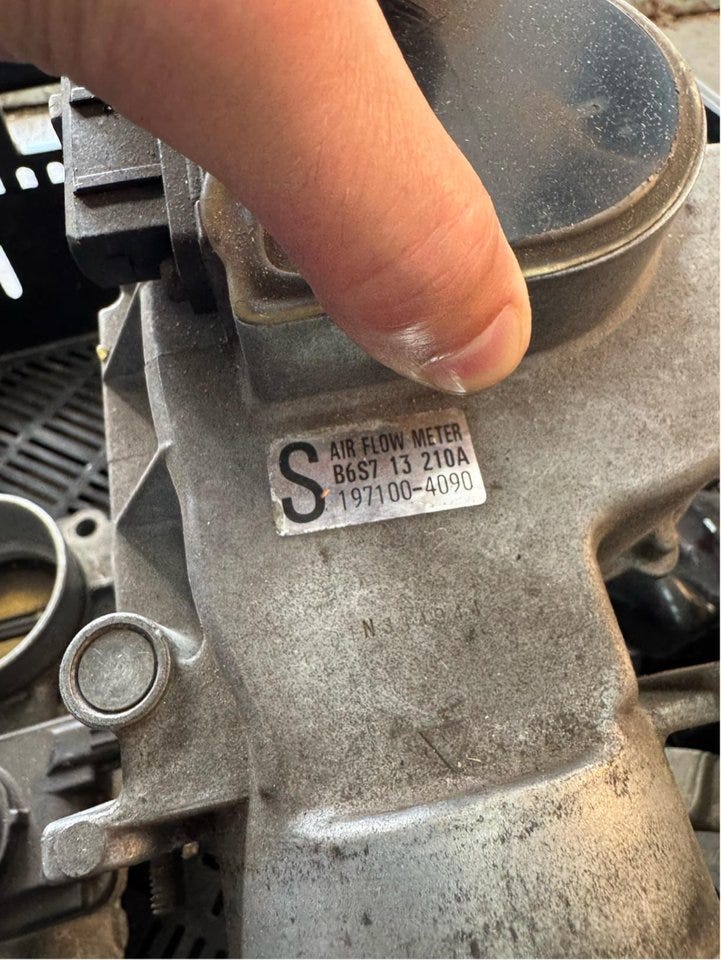 S
AIR FLOW METER
B6S7 13 210A
197100-4090